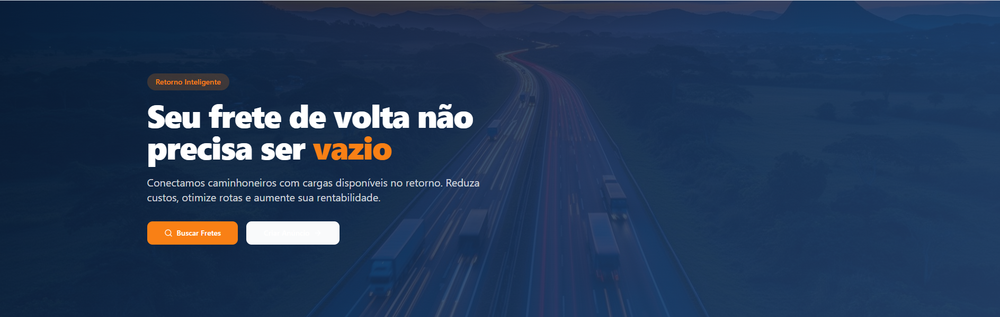 Retorno Inteligente
Seu frete de volta não
precisa ser vazio
Conectamos caminhoneiros com cargas disponíveis no retorno. Reduza
custos, otimize rotas e aumente sua rentabilidade.
Buscar Fretes
Criar Anúncio